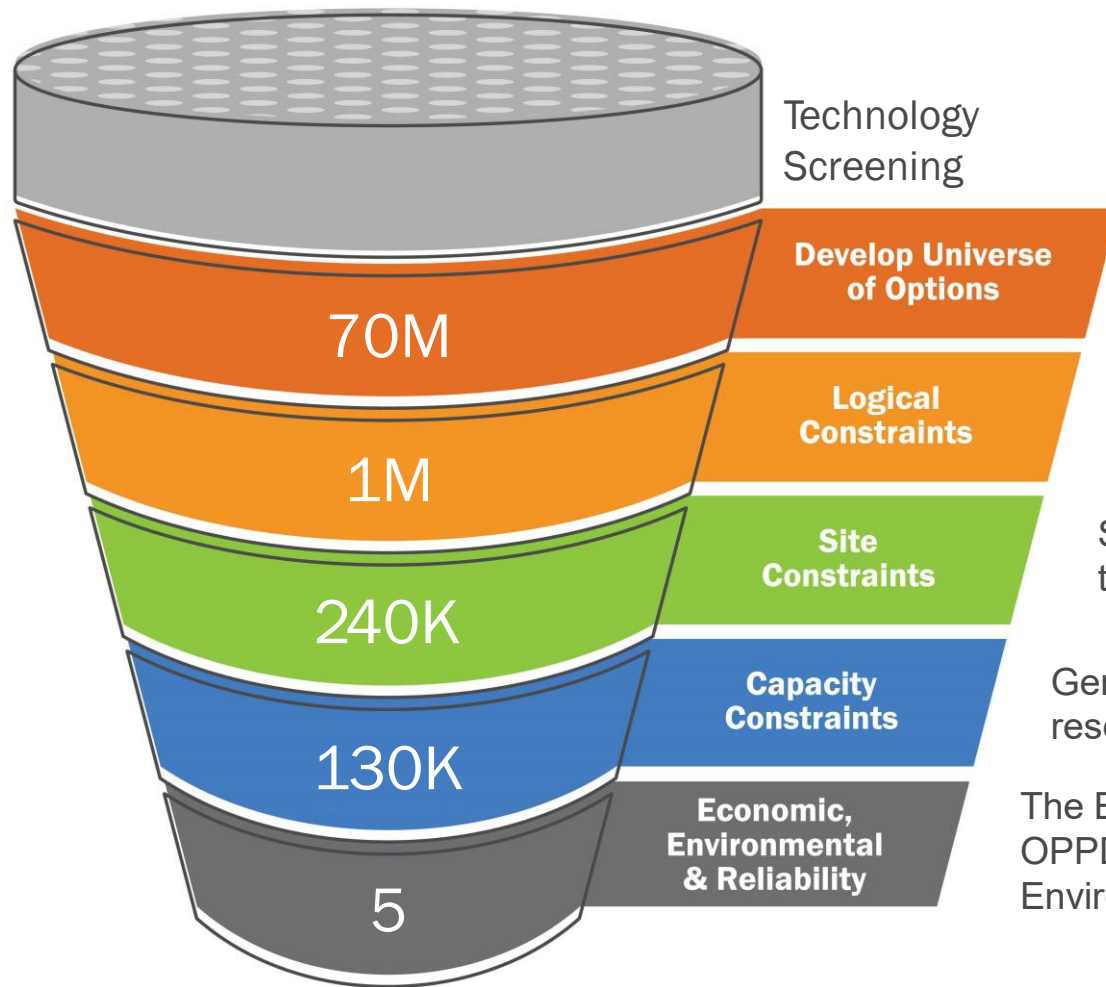 Technology
Screening
Develop Universe
of Options
70M
Logical
Constraints
1M
Site
Constraints
240K
Capacity
Constraints
130K
Economic,
Environmental
& Reliability
5
The